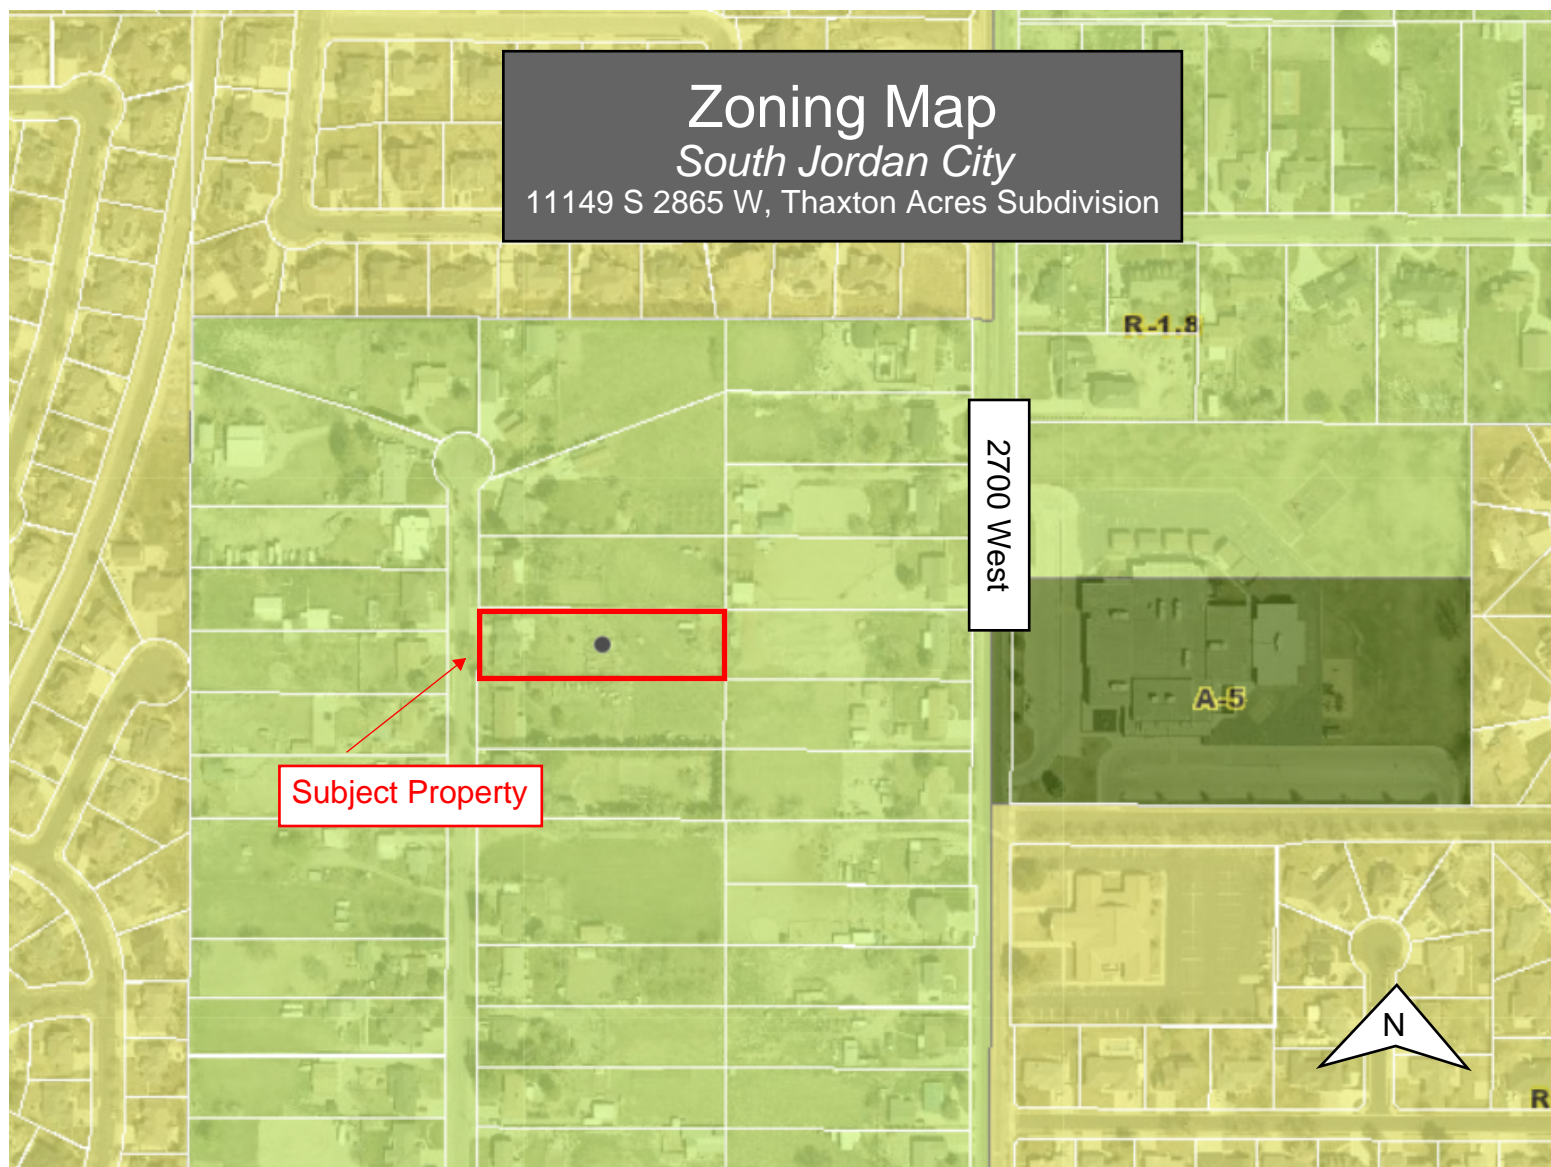 Zoning Map
South Jordan City
11149 S 2865 W, Thaxton Acres Subdivision
R-1.8
2700 West
A-5
Subject Property
N
R